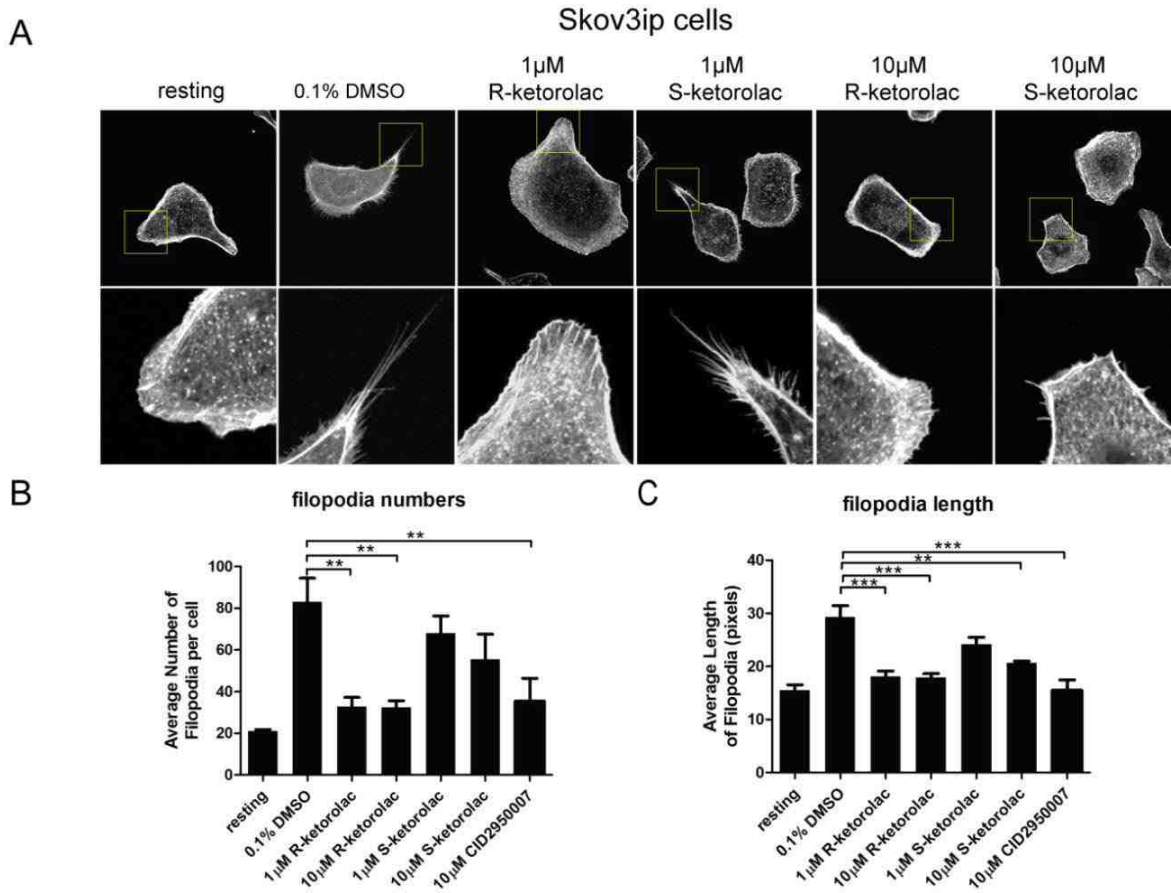 Skov3ip cells
A
resting
0.1% DMSO
1µM
R-ketorolac
1µM
S-ketorolac
10µM
R-ketorolac
10µM
S-ketorolac
B
filopodia numbers
**
**
**
Average Number of
Filopodia per cell
100
80
60
40
20
0
resting
0.1% DMSO
1µM R-ketorolac
10µM R-ketorolac
1µM S-ketorolac
10µM S-ketorolac
10µM CID2950007
C
filopodia length
***
**
***
***
Average Length
of Filopodia (pixels)
40
30
20
10
0
resting
0.1% DMSO
1µM R-ketorolac
10µM R-ketorolac
1µM S-ketorolac
10µM S-ketorolac
10µM CID2950007